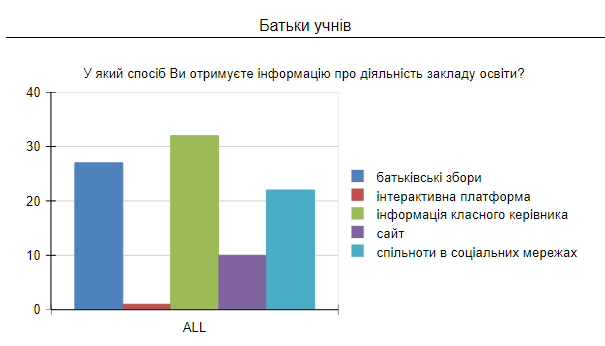 Батьки учнів
У який спосіб Ви отримуєте інформацію про діяльність закладу освіти?
40
30
20
10
0
ALL
батьківські збори
інтерактивна платформа
інформація класного керівника
сайт
спільноти в соціальних мережах